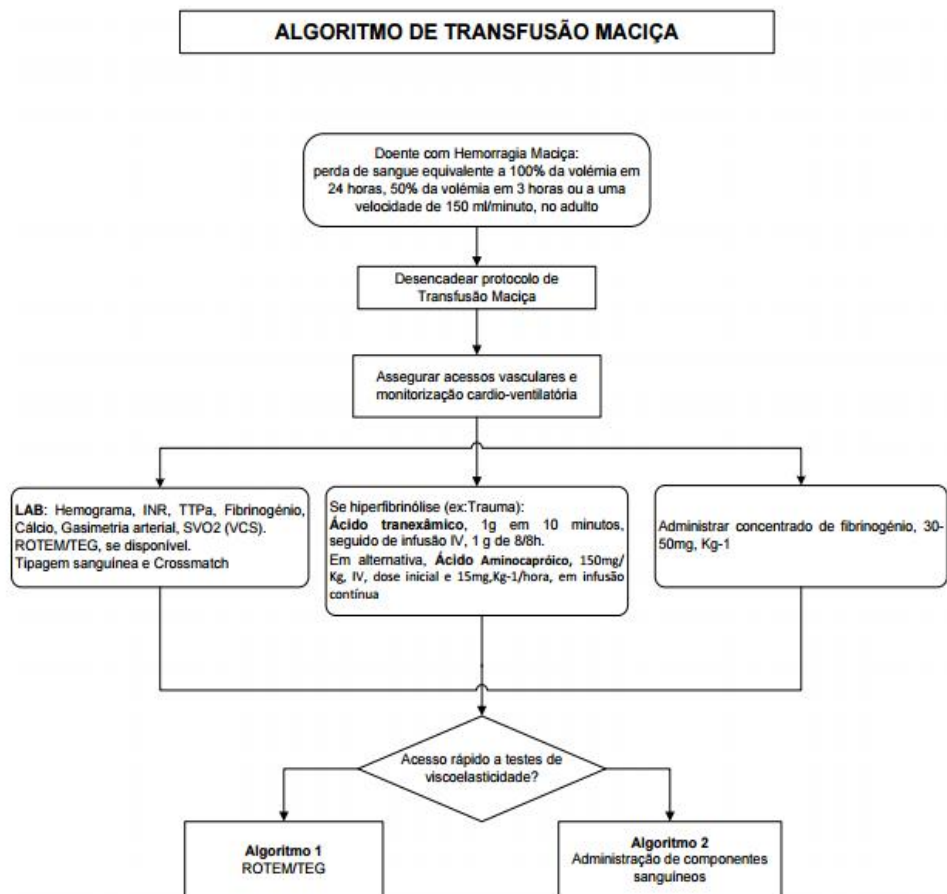 ALGORITMO DE TRANSFUSÃO MACIÇA
Doente com Hemorragia Maciça:
perda de sangue equivalente a 100% da volémia em
24 horas, 50% da volémia em 3 horas ou a uma
velocidade de 150 ml/minuto, no adulto
Desencadear protocolo de
Transfusão Maciça
Assegurar acessos vasculares e
monitorização cardio-ventilatória
LAB: Hemograma, INR, TTPa, Fibrinogénio,
Cálcio, Gasimetria arterial, SVO2 (VCS).
ROTEM/TEG, se disponível.
Tipagem sanguínea e Crossmatch
Se hiperfibrinólise (ex:Trauma):
Ácido tranexâmico, 1g em 10 minutos,
seguido de infusão IV, 1 g de 8/8h.
Em alternativa, Ácido Aminocapróico, 150mg/
Kg, IV, dose inicial e 15mg,Kg-1/hora, em infusão
contínua
Administrar concentrado de fibrinogénio, 30-
50mg, Kg-1
Acesso rápido a testes de
viscoelasticidade?
Algoritmo 1
ROTEM/TEG
Algoritmo 2
Administração de componentes
sanguíneos